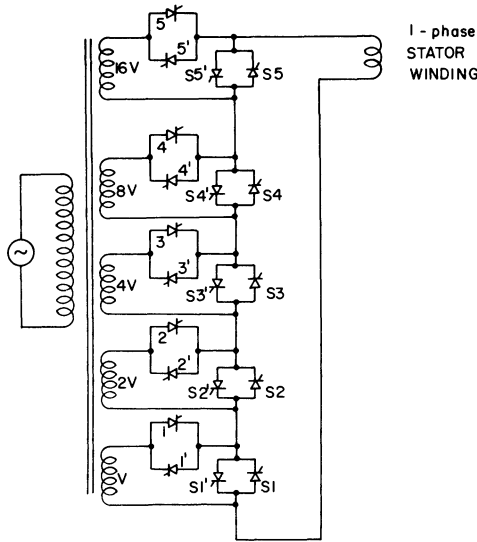 1 - phase
STATOR
WINDING
5
5'
16V
S5'
S5
4
4'
8V
S4'
S4
3
3'
4V
S3'
S3
2
2'
2V
S2'
S2
1
1'
V
S1'
S1
~